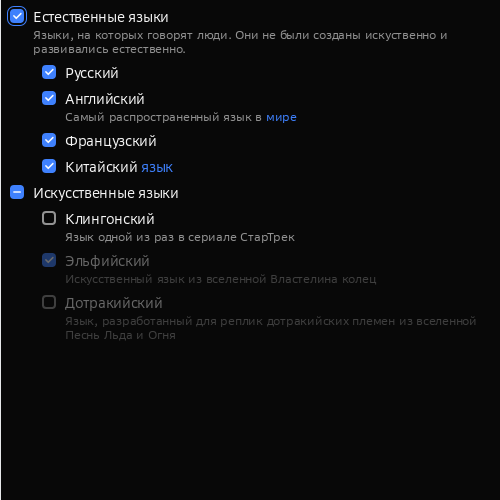 Естественные языки
Языки, на которых говорят люди. Они не были созданы искуственно и
развивались естественно.
Русский
Английский
Самый распространенный язык в мире
Французский
Китайский язык
Искусственные языки
Клингонский
Язык одной из раз в сериале СтарТрек
Эльфийский
Искусственный язык из вселенной Властелина колец
Дотракийский
Язык, разработанный для реплик дотракийских племен из вселенной
Песнь Льда и Огня